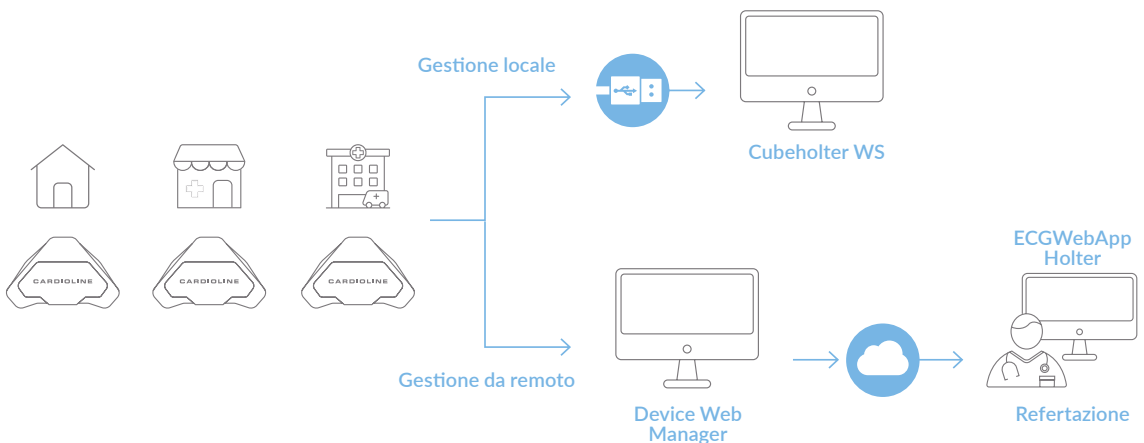 Gestione locale
Cubeholter WS
CARDIOLINE
CARDIOLINE
CARDIOLINE
Gestione da remoto
Device Web
Manager
ECGWebApp
Holter
Refertazione